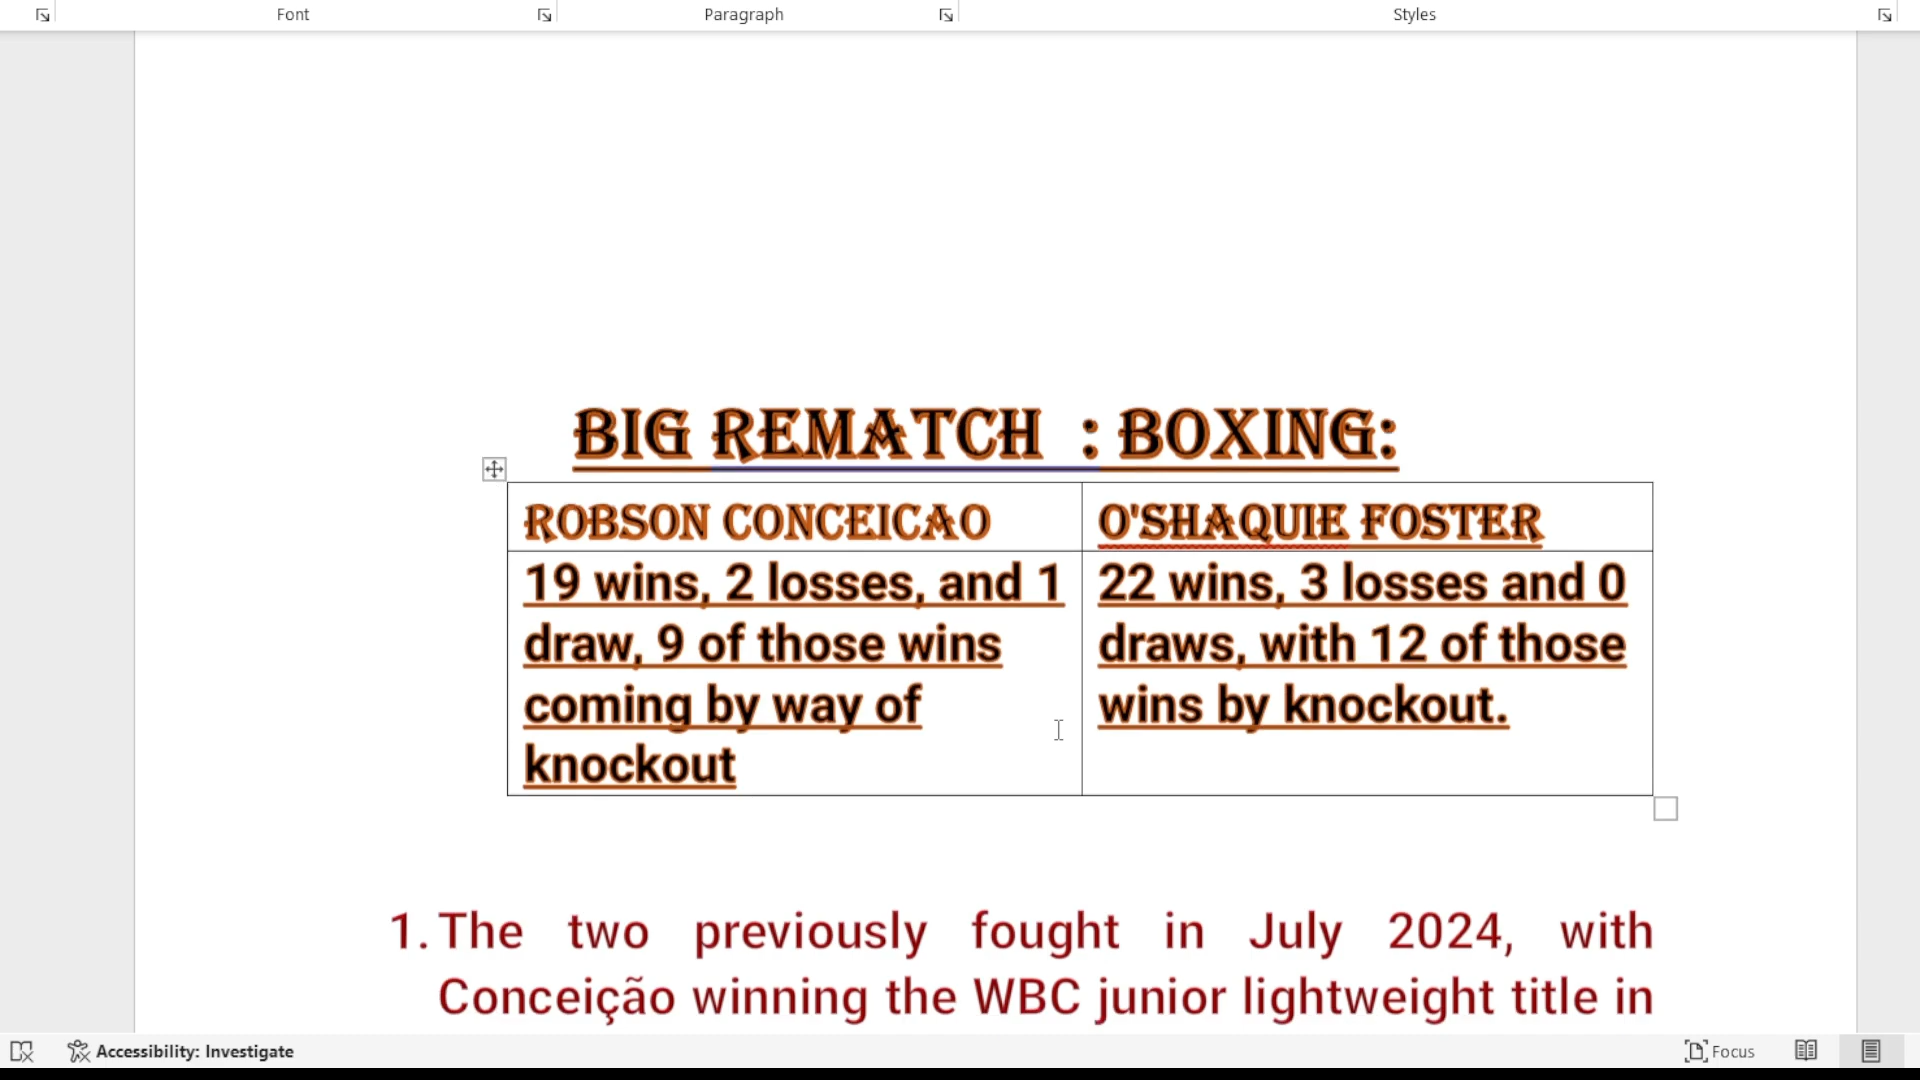 Font Paragraph Styles
BIG REMATCH : BOXING:
ROBSON CONCEICAO
O'SHAQUIE FOSTER
19 wins, 2 losses, and 1
draw, 9 of those wins
coming by way of
knockout
22 wins, 3 losses and 0
draws, with 12 of those
wins by knockout.
1. The two previously fought in July 2024, with
Conceição winning the WBC junior lightweight title in
Accessibility: Investigate
Focus